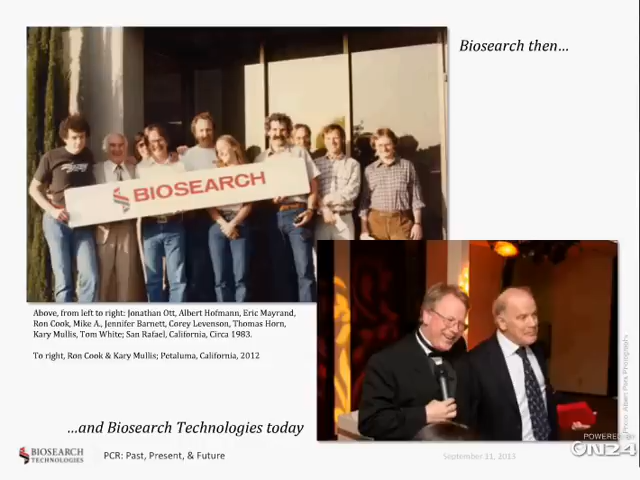 Biosearch then...
BIOSEARCH
Above, from left to right: Jonathan Ott, Albert Hofmann, Eric Mayrand,
Ron Cook, Mike A., Jennifer Barnett, Corey Levenson, Thomas Horn,
Kary Mullis, Tom White; San Rafael, California, Circa 1983.
To right, Ron Cook & Kary Mullis; Petaluma, California, 2012
...and Biosearch Technologies today
BIOSEARCH
TECHNOLOGIES
PCR: Past, Present, & Future
September 11, 2013
POWERED BY
ON24